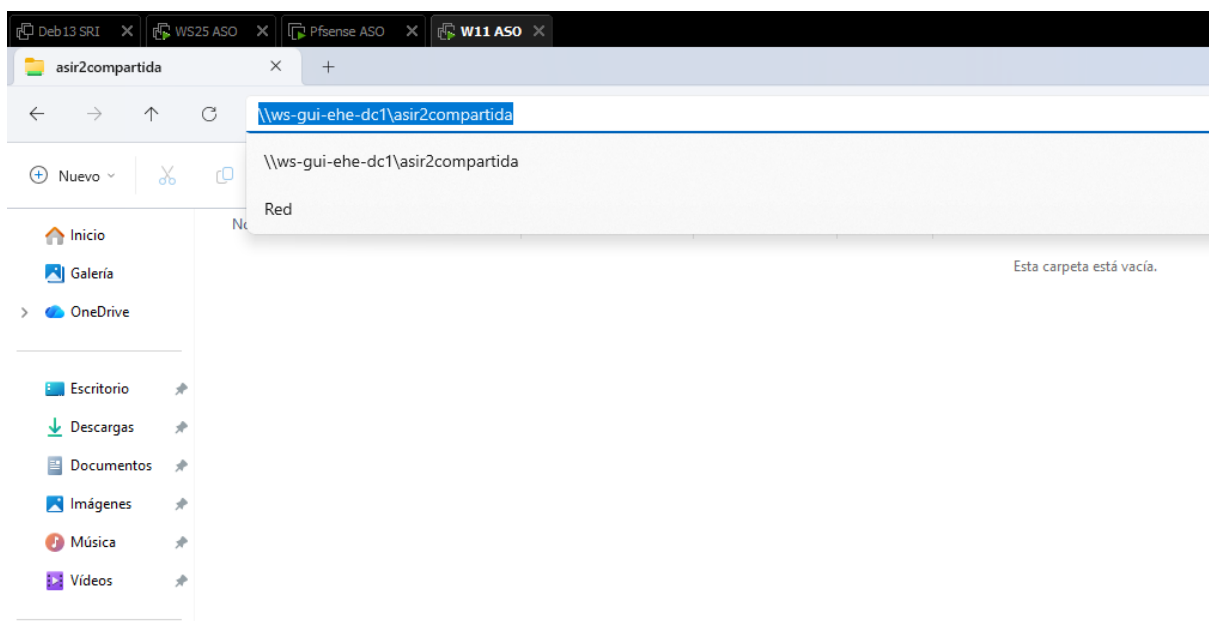 Deb13 SRI WS25 ASO Pfsense ASO W11 ASO
asir2compartida
\\ws-gui-ehe-dc1\asir2compartida
\\ws-gui-ehe-dc1\asir2compartida
Nuevo
Red
Inicio
Esta carpeta está vacía.
Galería
OneDrive
Escritorio
Descargas
Documentos
Imágenes
Música
Vídeos